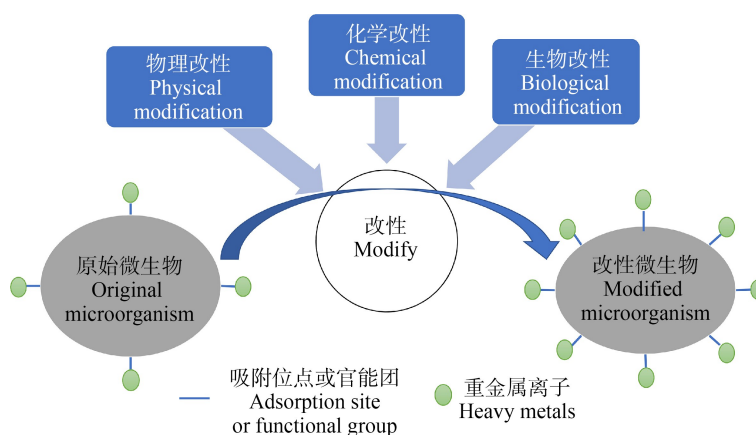 物理改性
Physical
modification
化学改性
Chemical
modification
生物改性
Biological
modification
改性
Modify
原始微生物
Original
microorganism
改性微生物
Modified
microorganism
吸附位点或官能团
Adsorption site
or functional group
重金属离子
Heavy metals